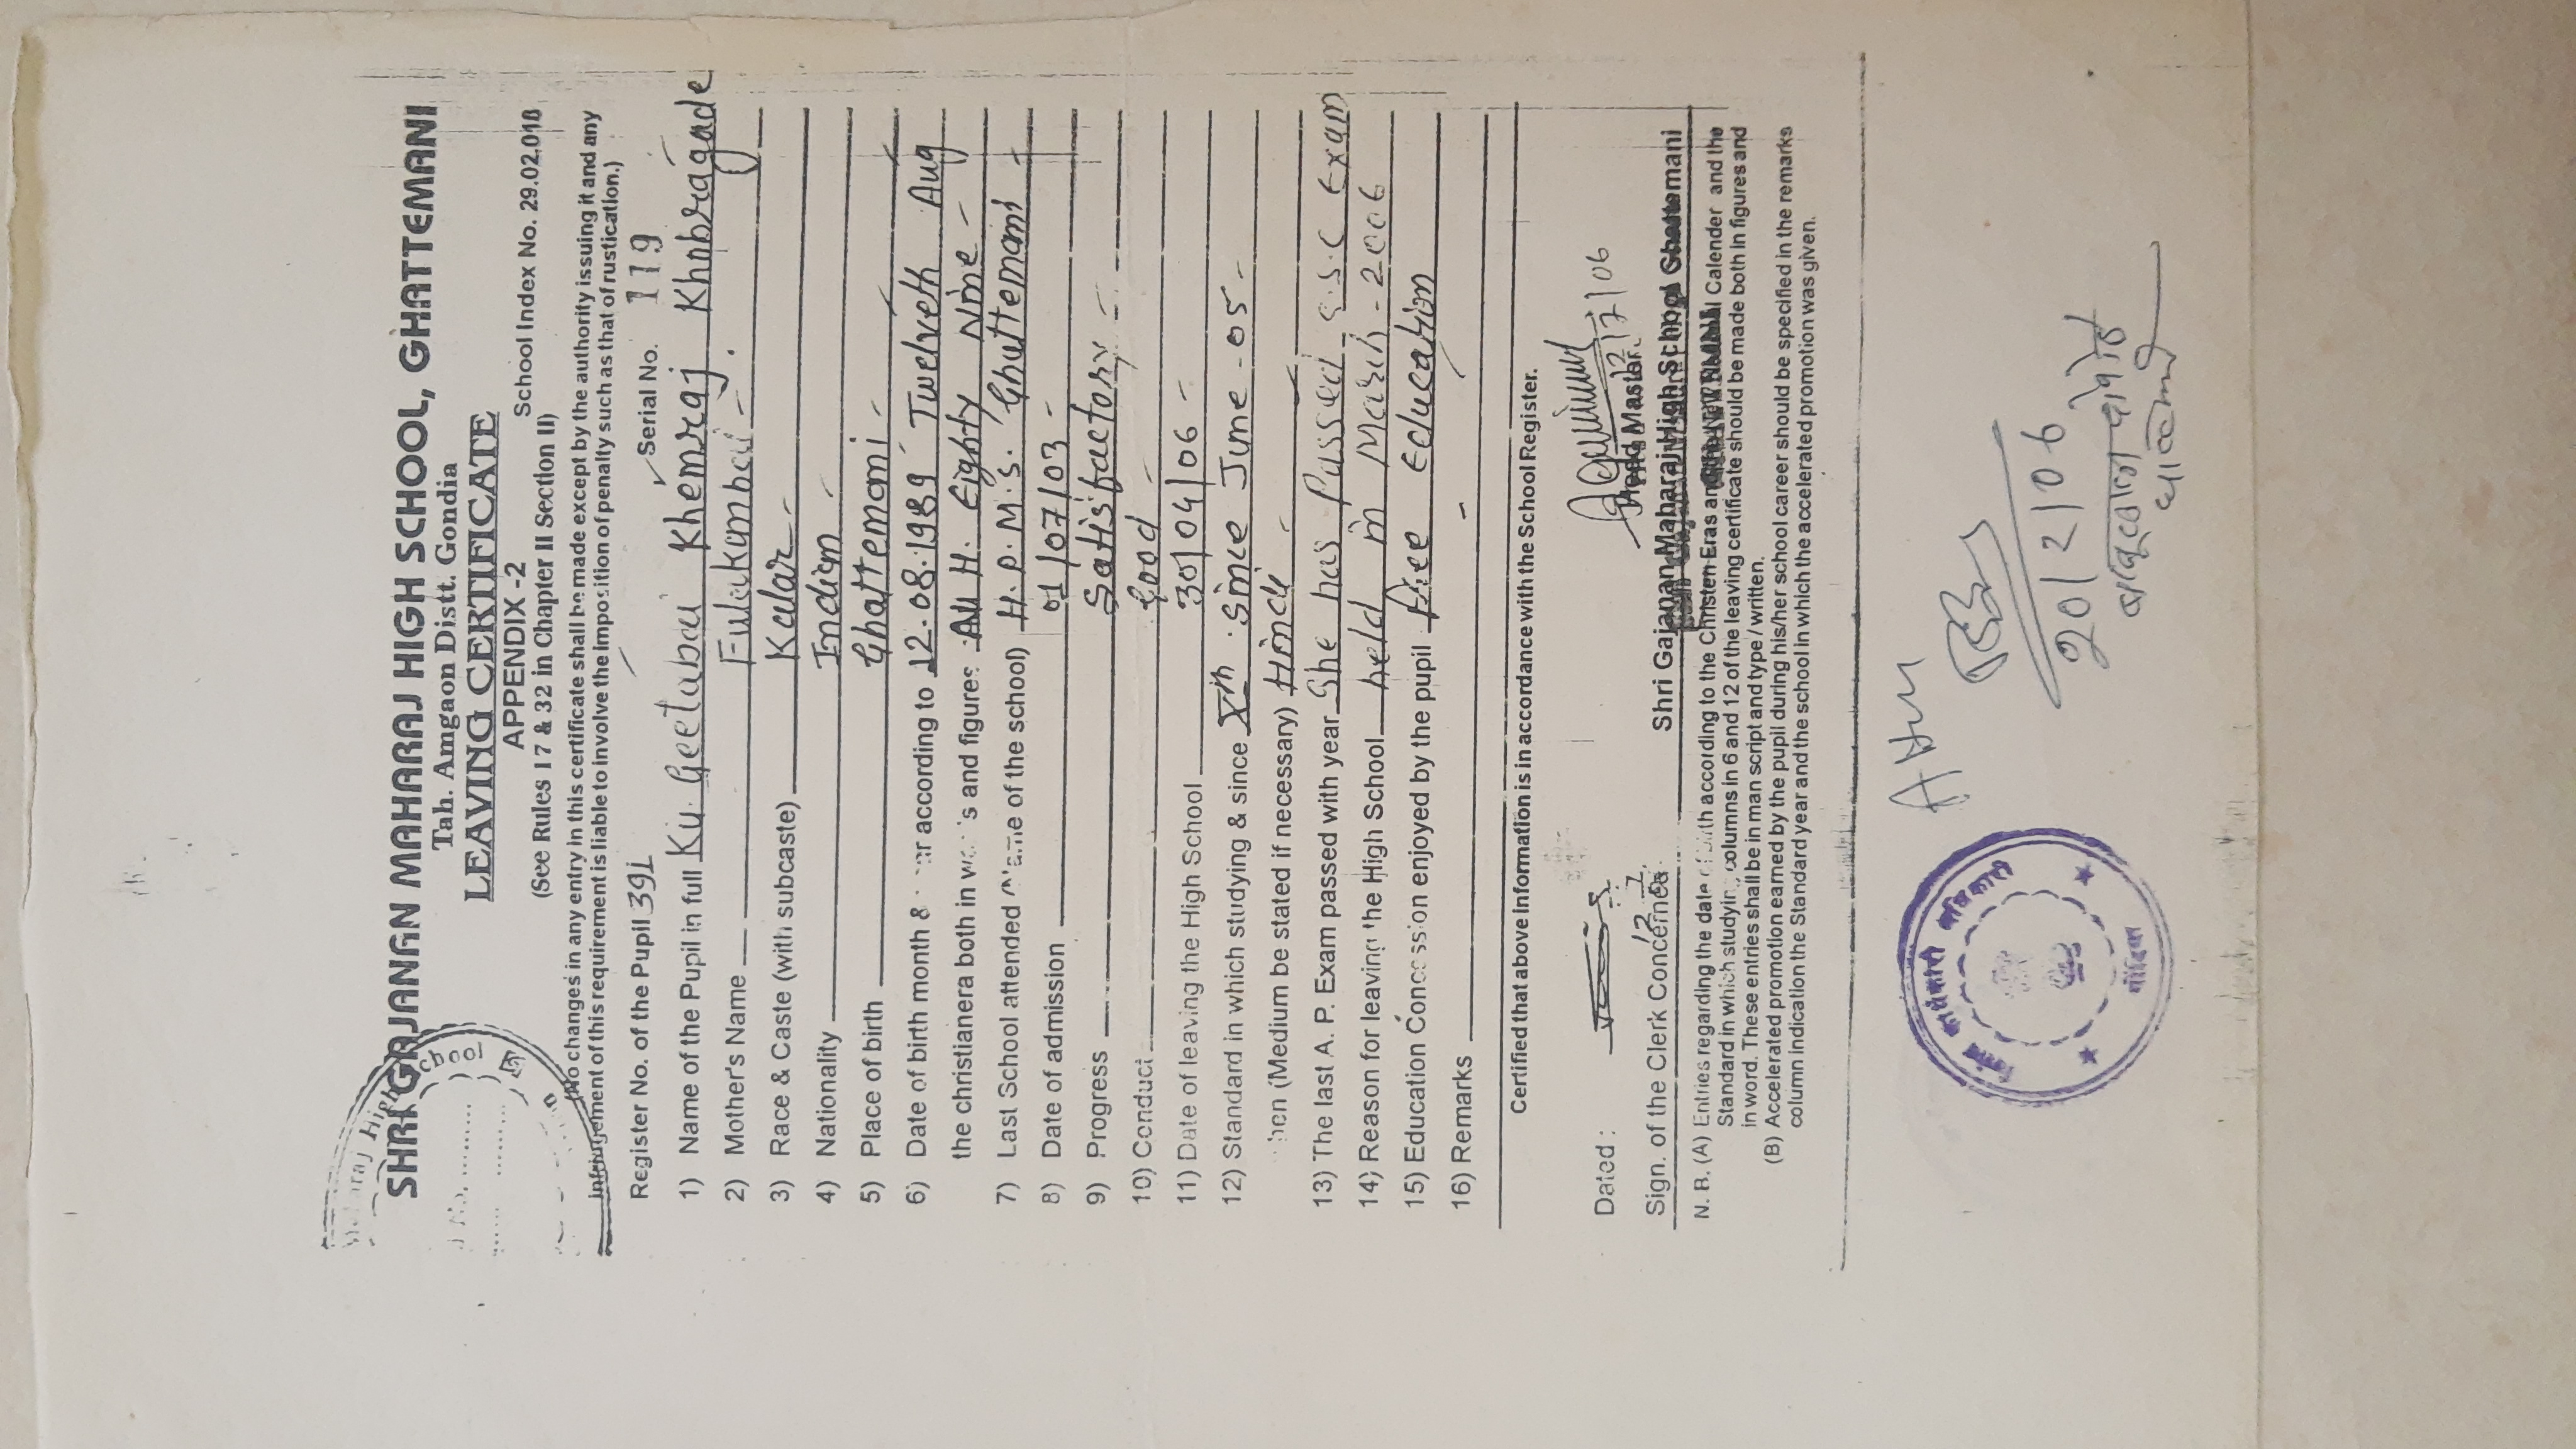 Maharaj High School
SHRI GAJANAN MAHARAJ HIGH SCHOOL, GHATTEMANI
Tah. Amgaon Distt. Gondia
LEAVING CERTIFICATE
APPENDIX -2
School Index No. 29.02.018
(See Rules 17 & 32 in Chapter II Section II)
(No changes in any entry in this certificate shall be made except by the authority issuing it and any
infringement of this requirement is liable to involve the imposition of penalty such as that of rustication.)
Register No. of the Pupil 391 Serial No. 119
1) Name of the Pupil in full Ku. Geetabai Khemraj Khobragade
2) Mother's Name Fulakanbai
3) Race & Caste (with subcaste) Kalar
4) Nationality Indian
5) Place of birth Ghattemani
6) Date of birth month & according to 12.08.1989 Twelveth Aug
the christianera both in and figures H. Eighty Nine
7) Last School attended (Name of the school) H. P. M. S. Ghattemani
8) Date of admission 01/07/03
9) Progress Satisfactory
10) Conduct Good
11) Date of leaving the High School 30/04/06
12) Standard in which studying & since Xth since June - 05 -
(Medium be stated if necessary) Hindi
13) The last A. P. Exam passed with year She has Passed S.S.C Exam
14) Reason for leaving the High School held in March - 2006
15) Education Concession enjoyed by the pupil Free Education
16) Remarks -
Certified that above information is in accordance with the School Register.
Dated :
12/7/06
Head Master.
Sign. of the Clerk Concerned
Shri Gajanan Maharaj High School Ghattemani
N. B. (A) Entries regarding the date of birth according to the Christen Eras and Calender and the
Standard in which studying, columns in 6 and 12 of the leaving certificate should be made both in figures and
in word. These entries shall be in man script and type / written.
(B) Accelerated promotion earned by the pupil during his/her school career should be specified in the remarks
column indication the Standard year and the school in which the accelerated promotion was given.
कार्यकारी अधिकारी
गोंदिया
20/2/06